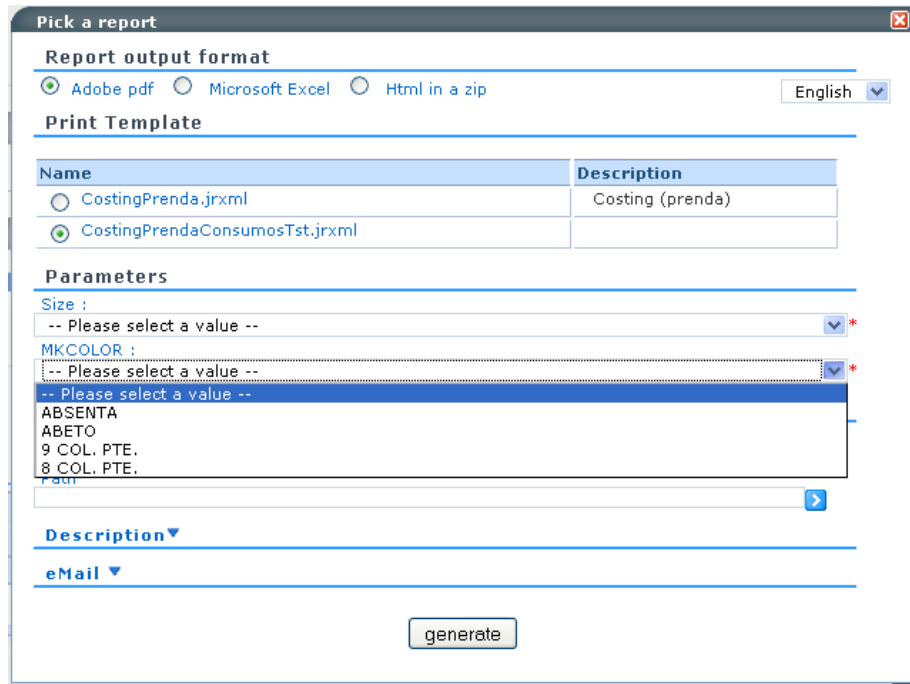 Pick a report
Report output format
Adobe pdf Microsoft Excel Html in a zip English
Print Template
Name Description
CostingPrenda.jrxml Costing (prenda)
CostingPrendaConsumosTst.jrxml
Parameters
Size :
-- Please select a value -- *
MKCOLOR :
-- Please select a value -- *
-- Please select a value --
ABSENTA
ABETO
9 COL. PTE.
8 COL. PTE.
Path
Description
eMail
generate